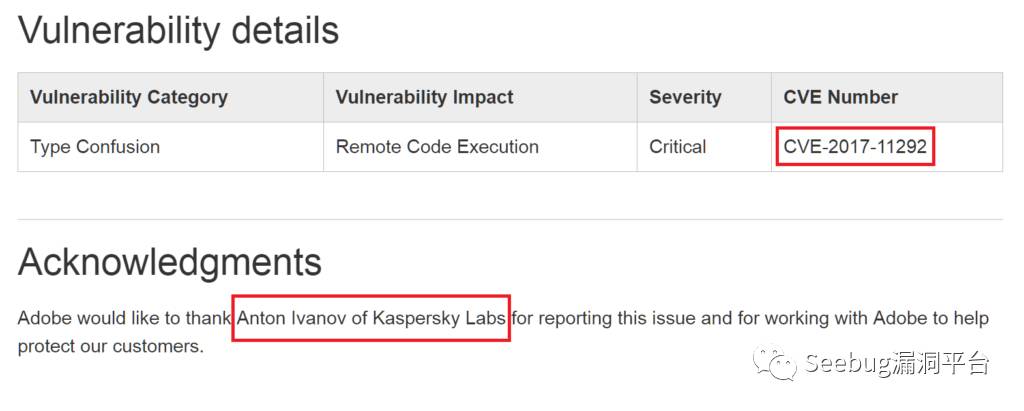 Vulnerability details
Vulnerability Category Vulnerability Impact Severity CVE Number
Type Confusion Remote Code Execution Critical CVE-2017-11292
Acknowledgments
Adobe would like to thank Anton Ivanov of Kaspersky Labs for reporting this issue and for working with Adobe to help
protect our customers.
Seebug漏洞平台